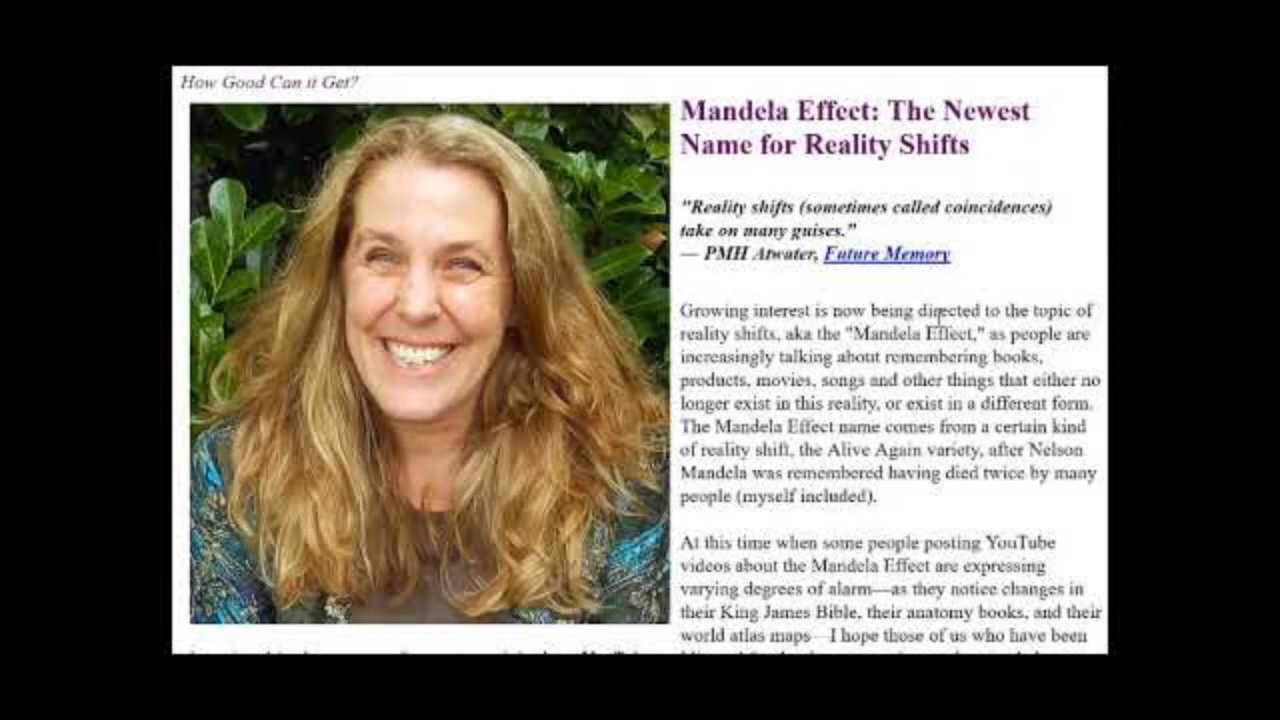 How Good Can it Get?
Mandela Effect: The Newest
Name for Reality Shifts
"Reality shifts (sometimes called coincidences)
take on many guises."
— PMH Atwater, Future Memory
Growing interest is now being directed to the topic of
reality shifts, aka the "Mandela Effect," as people are
increasingly talking about remembering books,
products, movies, songs and other things that either no
longer exist in this reality, or exist in a different form.
The Mandela Effect name comes from a certain kind
of reality shift, the Alive Again variety, after Nelson
Mandela was remembered having died twice by many
people (myself included).
At this time when some people posting YouTube
videos about the Mandela Effect are expressing
varying degrees of alarm—as they notice changes in
their King James Bible, their anatomy books, and their
world atlas maps—I hope those of us who have been